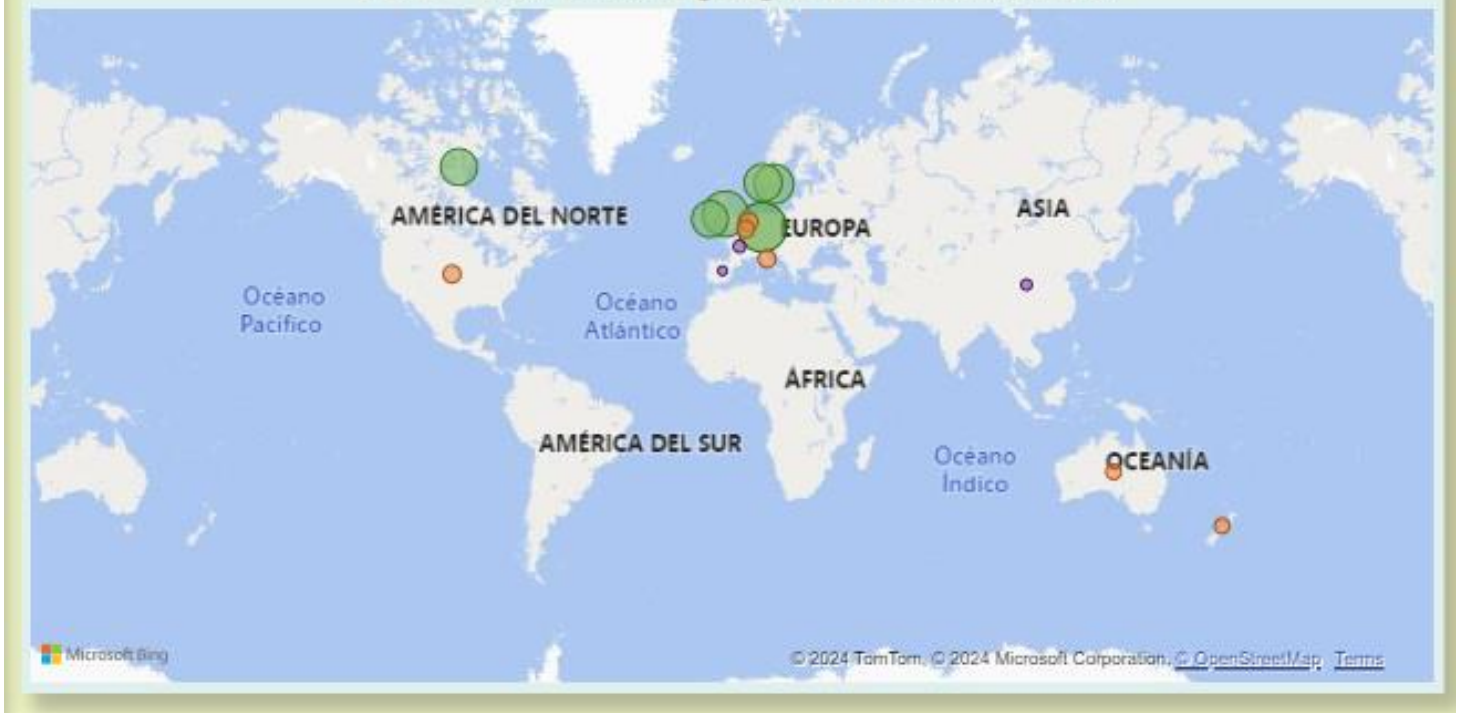 AMÉRICA DEL NORTE
ASIA
EUROPA
Océano
Pacífico
Océano
Atlántico
ÁFRICA
AMÉRICA DEL SUR
Océano
Índico
OCEANÍA
Microsoft Bing
© 2024 TomTom, © 2024 Microsoft Corporation, © OpenStreetMap Terms